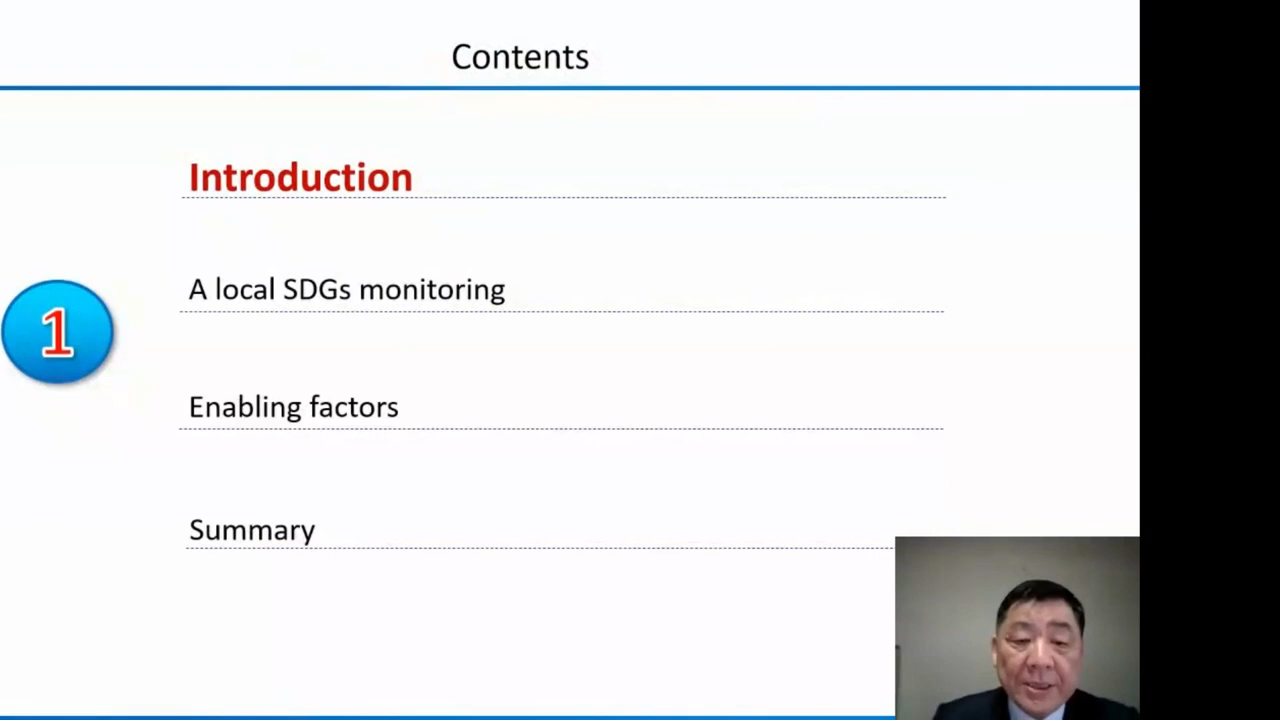 Contents
Introduction
A local SDGs monitoring
1
Enabling factors
Summary